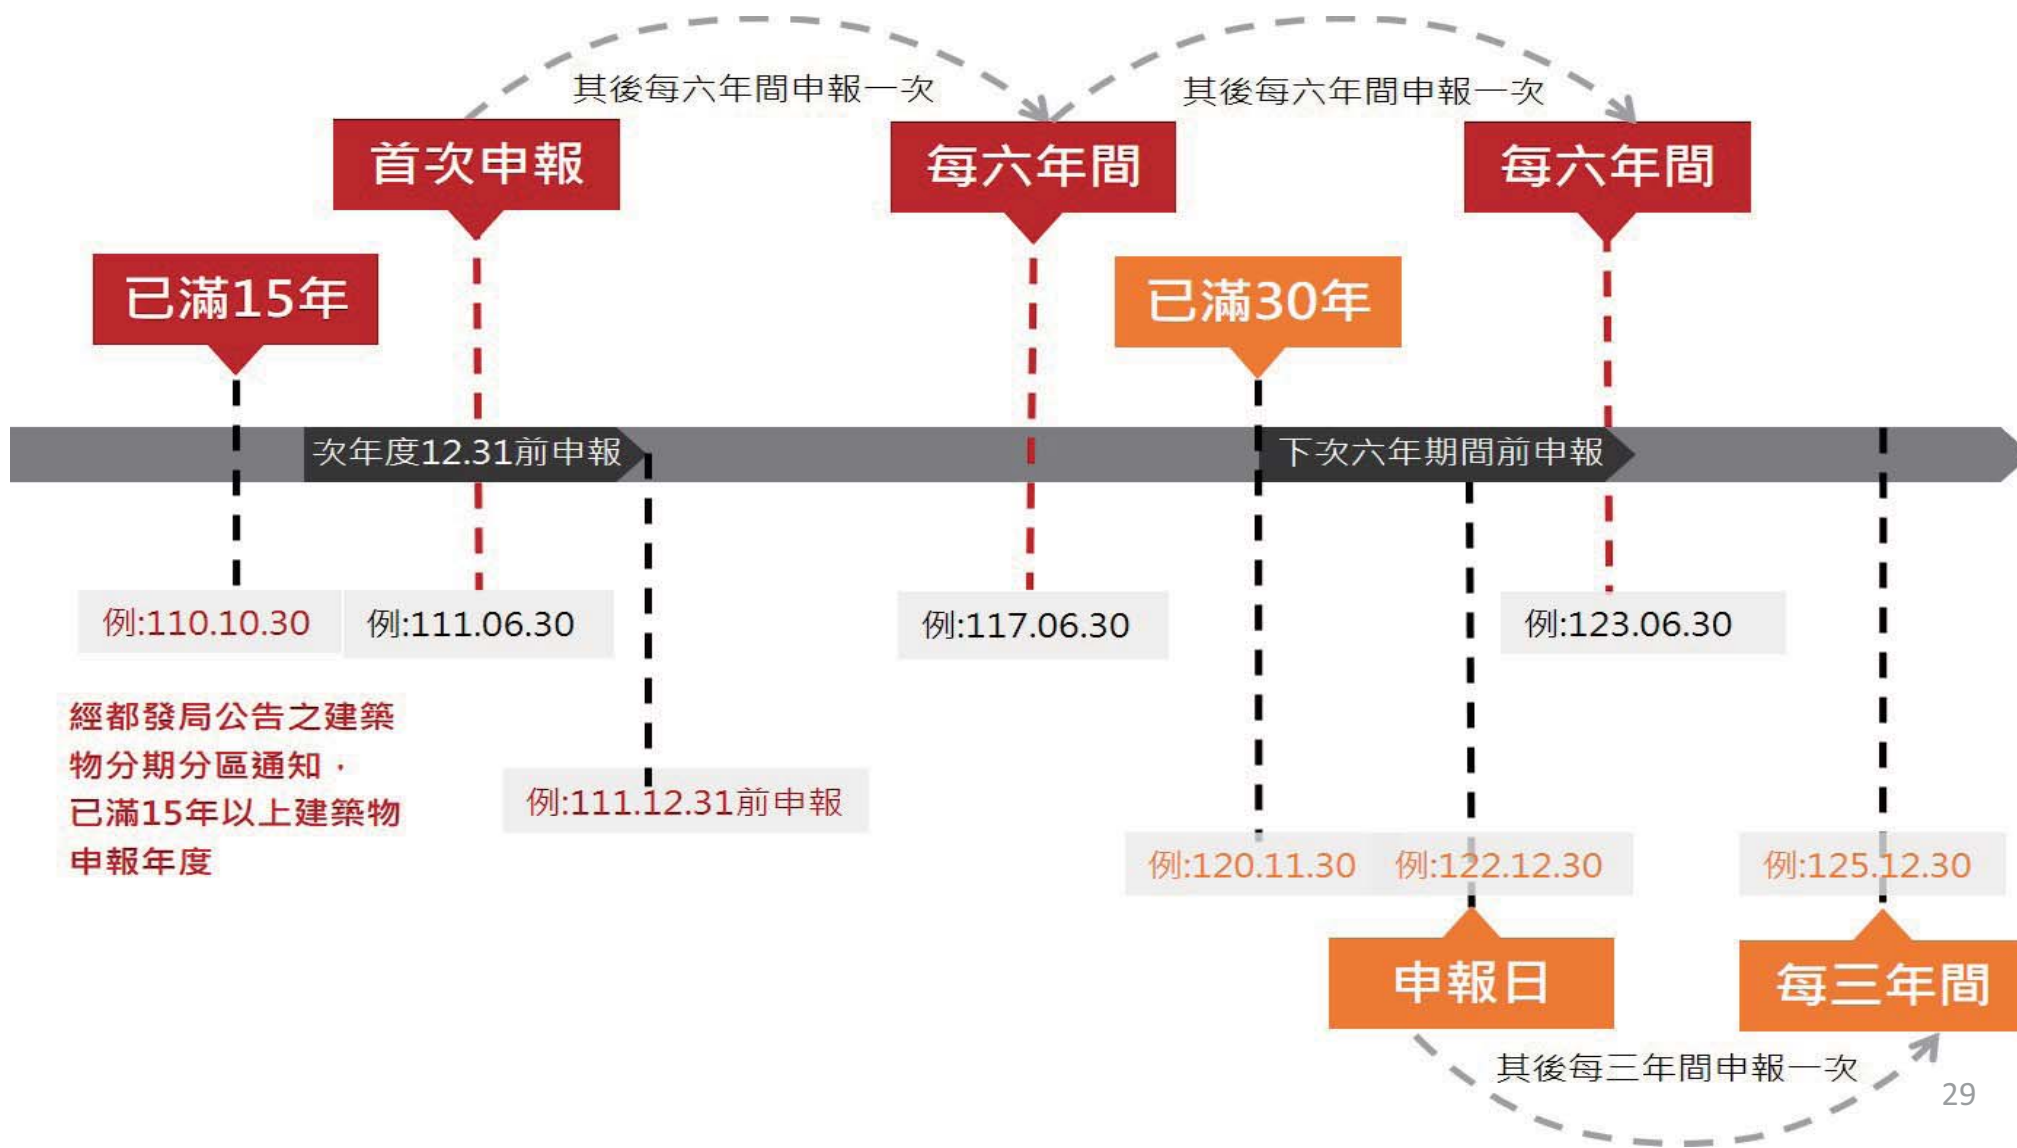 其後每六年間申報一次
其後每六年間申報一次
首次申報
每六年間
每六年間
已滿15年
已滿30年
次年度12.31前申報
下次六年期間前申報
例:110.10.30
例:111.06.30
例:117.06.30
例:123.06.30
經都發局公告之建築
物分期分區通知，
已滿15年以上建築物
申報年度
例:111.12.31前申報
例:120.11.30
例:122.12.30
例:125.12.30
申報日
每三年間
其後每三年間申報一次
29